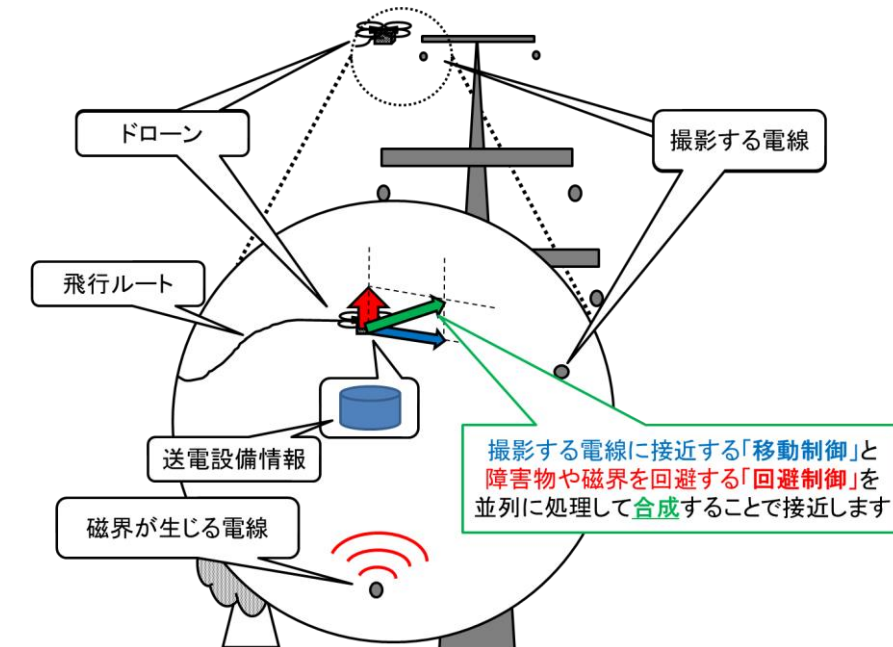 ドローン
撮影する電線
飛行ルート
送電設備情報
磁界が生じる電線
撮影する電線に接近する「移動制御」と
障害物や磁界を回避する「回避制御」を
並列に処理して合成することで接近します